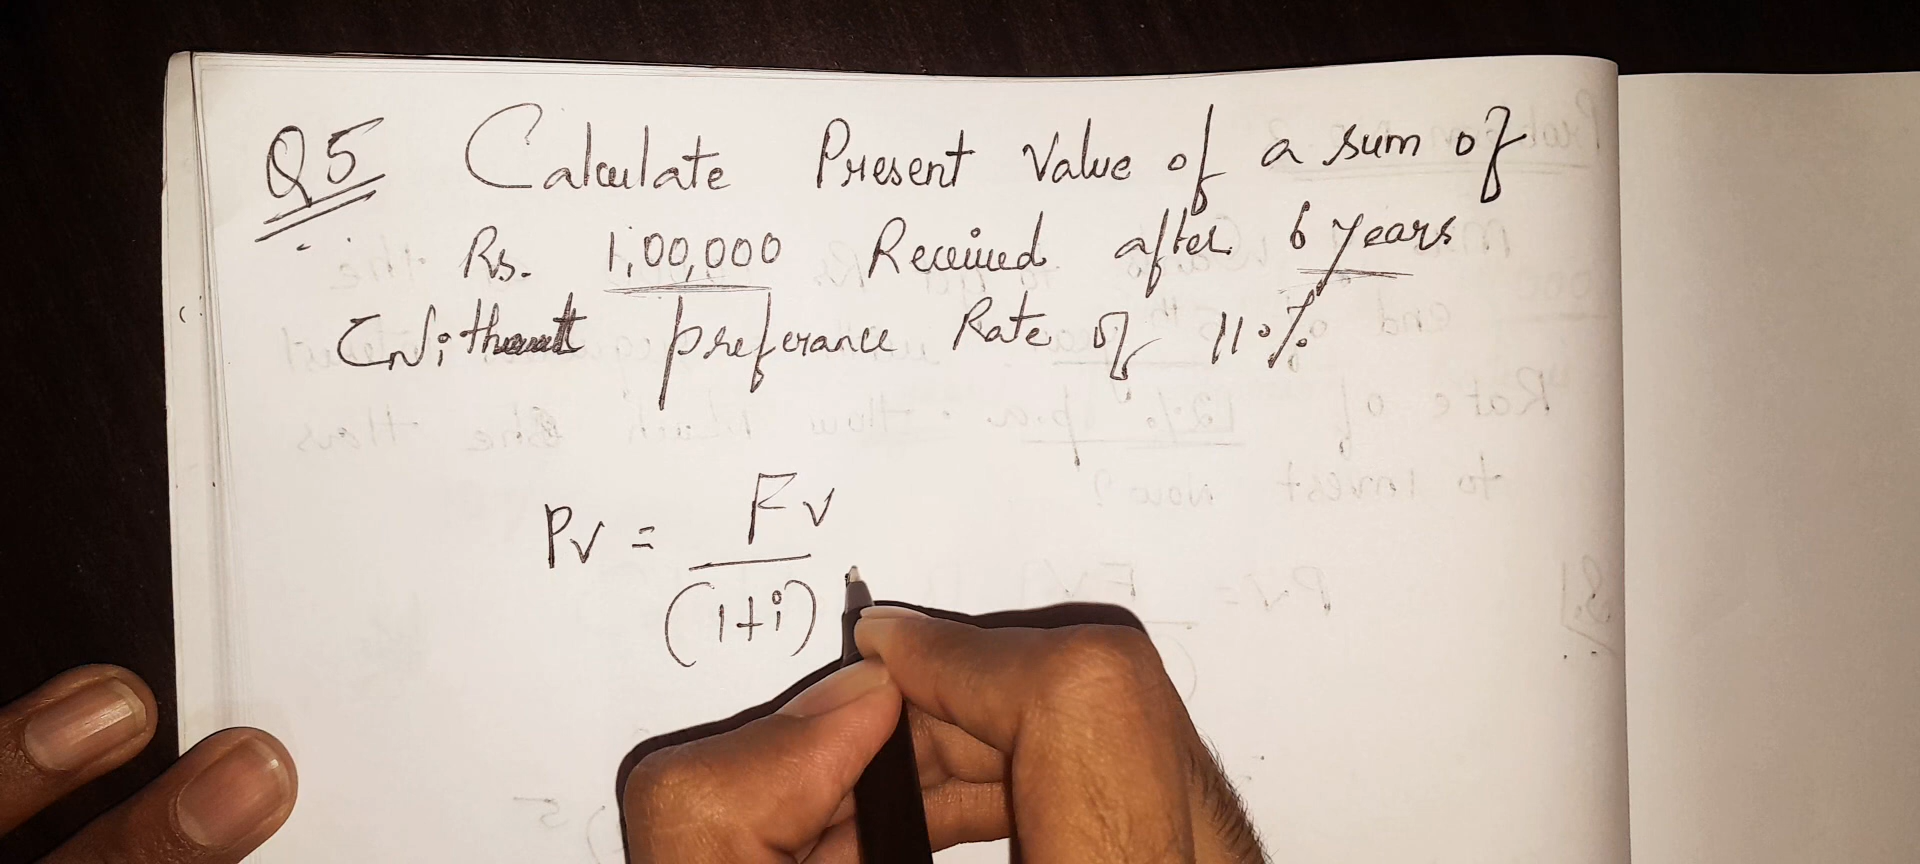 Q5 Calculate Present Value of a sum of
Rs. 1,00,000 Received after 6 years
With preferance Rate of 11%
Pv = Fv
(1+i)